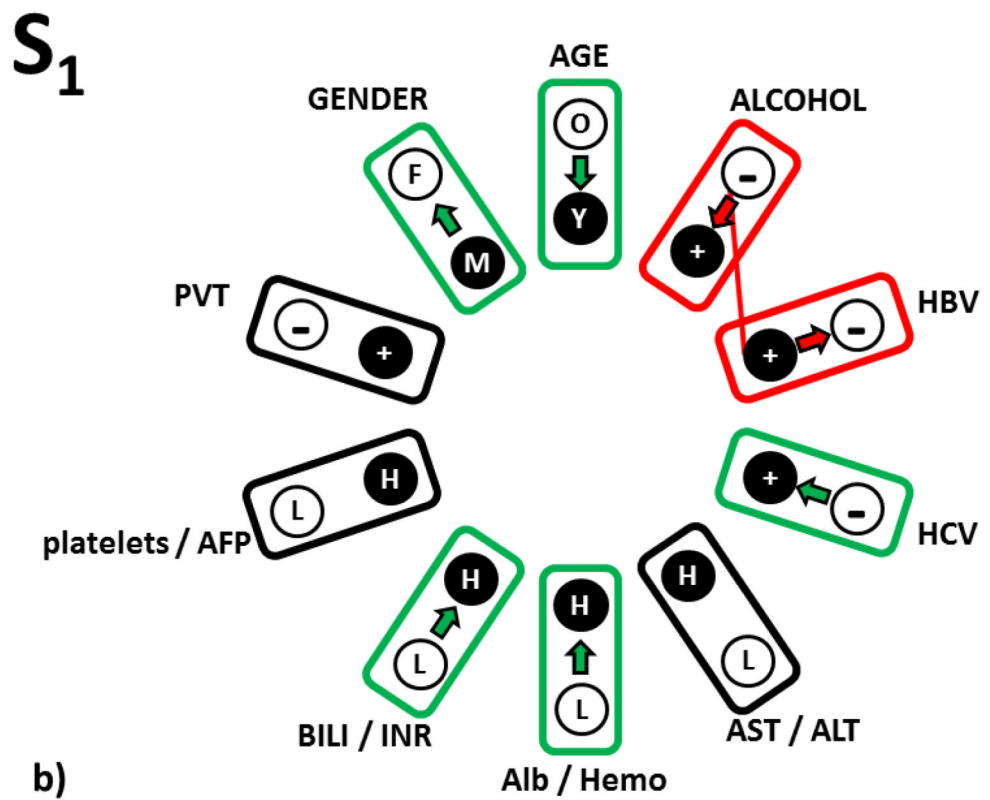 S1
AGE
GENDER
ALCOHOL
O
Y
F
M
-
+
PVT
HBV
-
+
+
-
platelets / AFP
HCV
H
L
+
-
BILI / INR
AST / ALT
H
L
H
L
H
L
Alb / Hemo
b)